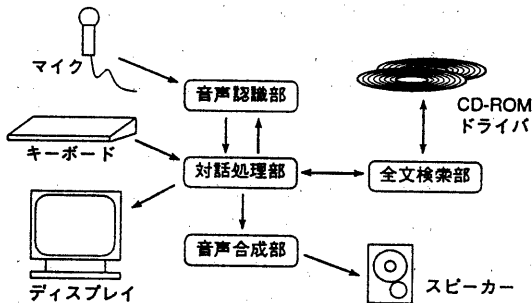 マイク
音声認識部
CD-ROM
ドライバ
キーボード
対話処理部
全文検索部
音声合成部
ディスプレイ
スピーカー